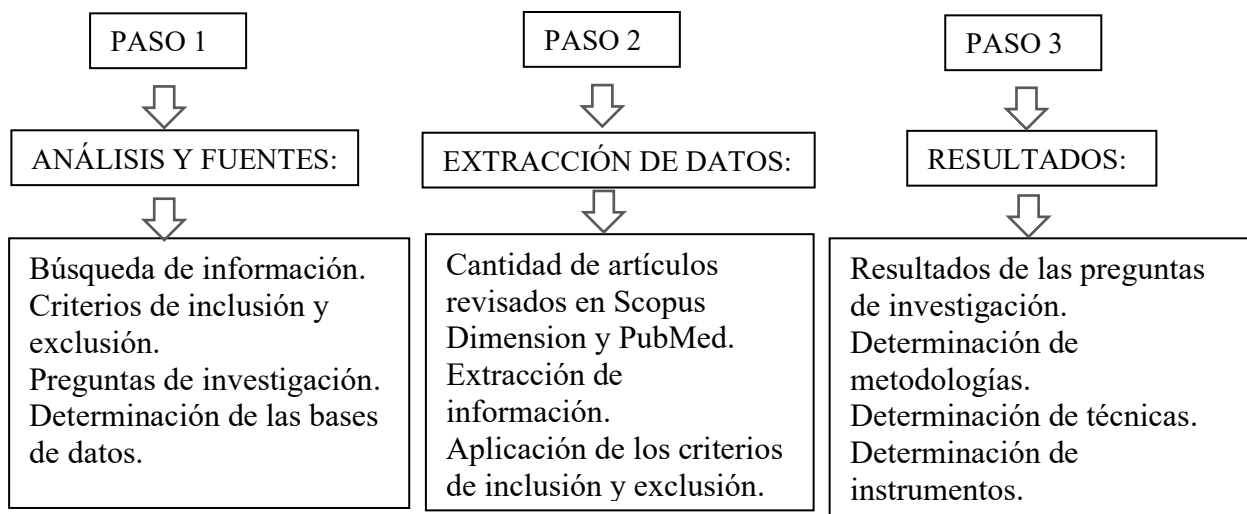 PASO 1
ANÁLISIS Y FUENTES:
Búsqueda de información.
Criterios de inclusión y
exclusión.
Preguntas de investigación.
Determinación de las bases
de datos.
PASO 2
EXTRACCIÓN DE DATOS:
Cantidad de artículos
revisados en Scopus
Dimension y PubMed.
Extracción de
información.
Aplicación de los criterios
de inclusión y exclusión.
PASO 3
RESULTADOS:
Resultados de las preguntas
de investigación.
Determinación de
metodologías.
Determinación de técnicas.
Determinación de
instrumentos.